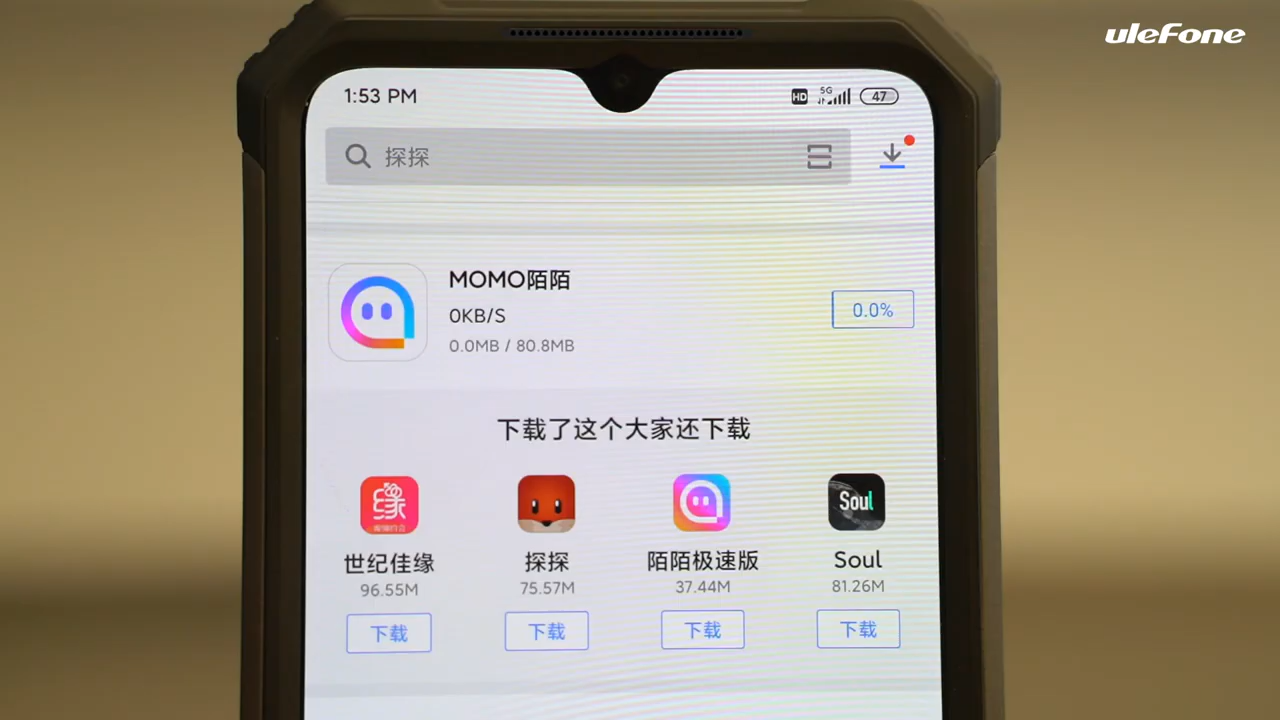 uleFone
1:53 PM
HD 5G 47
探探
MOMO陌陌
0KB/S
0.0%
0.0MB / 80.8MB
下载了这个大家还下载
缘
Soul
世纪佳缘 探探 陌陌极速版 Soul
96.55M 75.57M 37.44M 81.26M
下载 下载 下载 下载